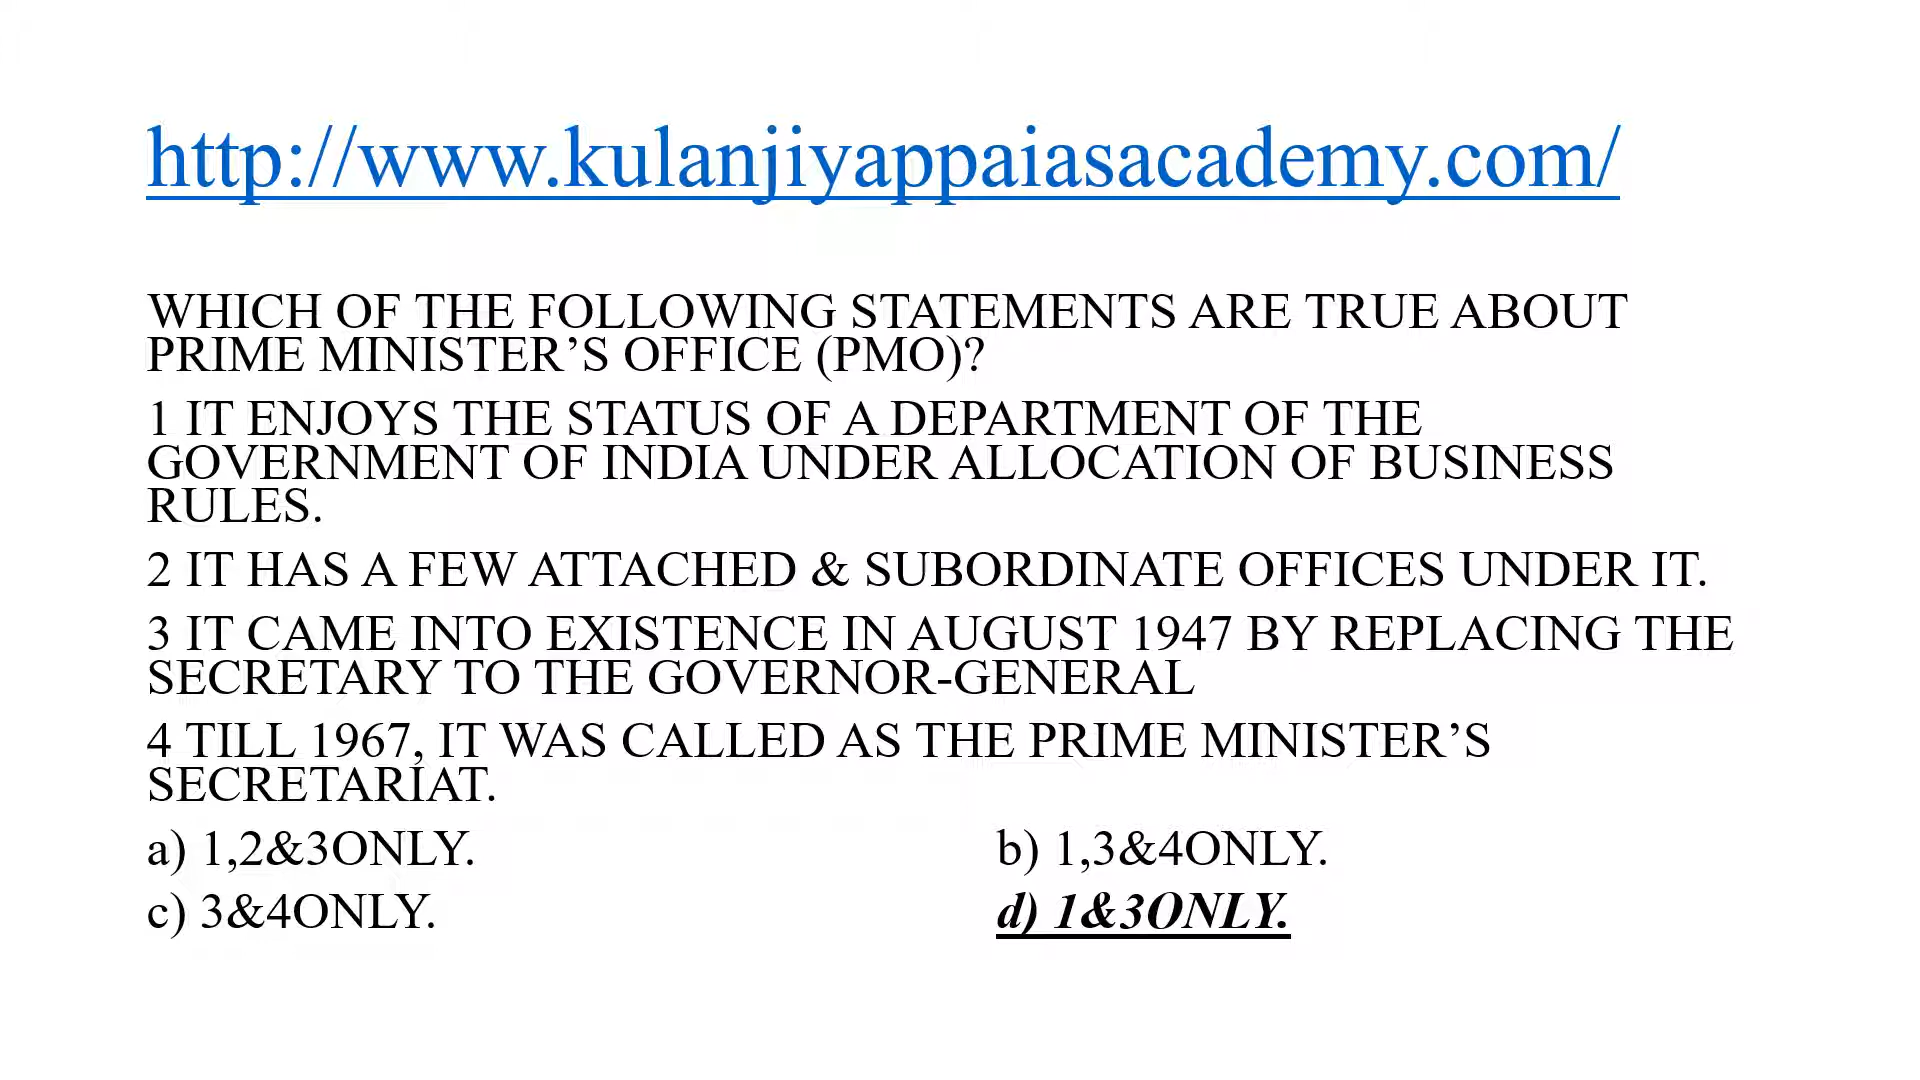 http://www.kulanjiyappaiasacademy.com/
WHICH OF THE FOLLOWING STATEMENTS ARE TRUE ABOUT
PRIME MINISTER’S OFFICE (PMO)?
1 IT ENJOYS THE STATUS OF A DEPARTMENT OF THE
GOVERNMENT OF INDIA UNDER ALLOCATION OF BUSINESS
RULES.
2 IT HAS A FEW ATTACHED & SUBORDINATE OFFICES UNDER IT.
3 IT CAME INTO EXISTENCE IN AUGUST 1947 BY REPLACING THE
SECRETARY TO THE GOVERNOR-GENERAL
4 TILL 1967, IT WAS CALLED AS THE PRIME MINISTER’S
SECRETARIAT.
a) 1,2&3ONLY. b) 1,3&4ONLY.
c) 3&4ONLY. d) 1&3ONLY.